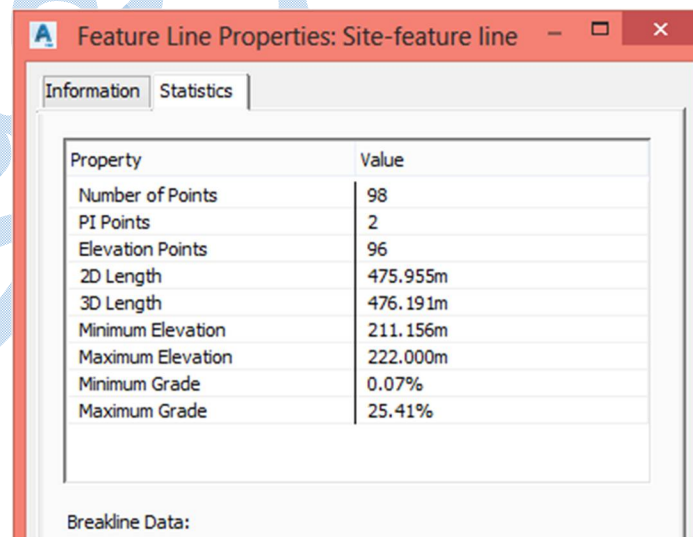 Feature Line Properties: Site-feature line
Information Statistics
Property Value
Number of Points 98
PI Points 2
Elevation Points 96
2D Length 475.955m
3D Length 476.191m
Minimum Elevation 211.156m
Maximum Elevation 222.000m
Minimum Grade 0.07%
Maximum Grade 25.41%
Breakline Data: